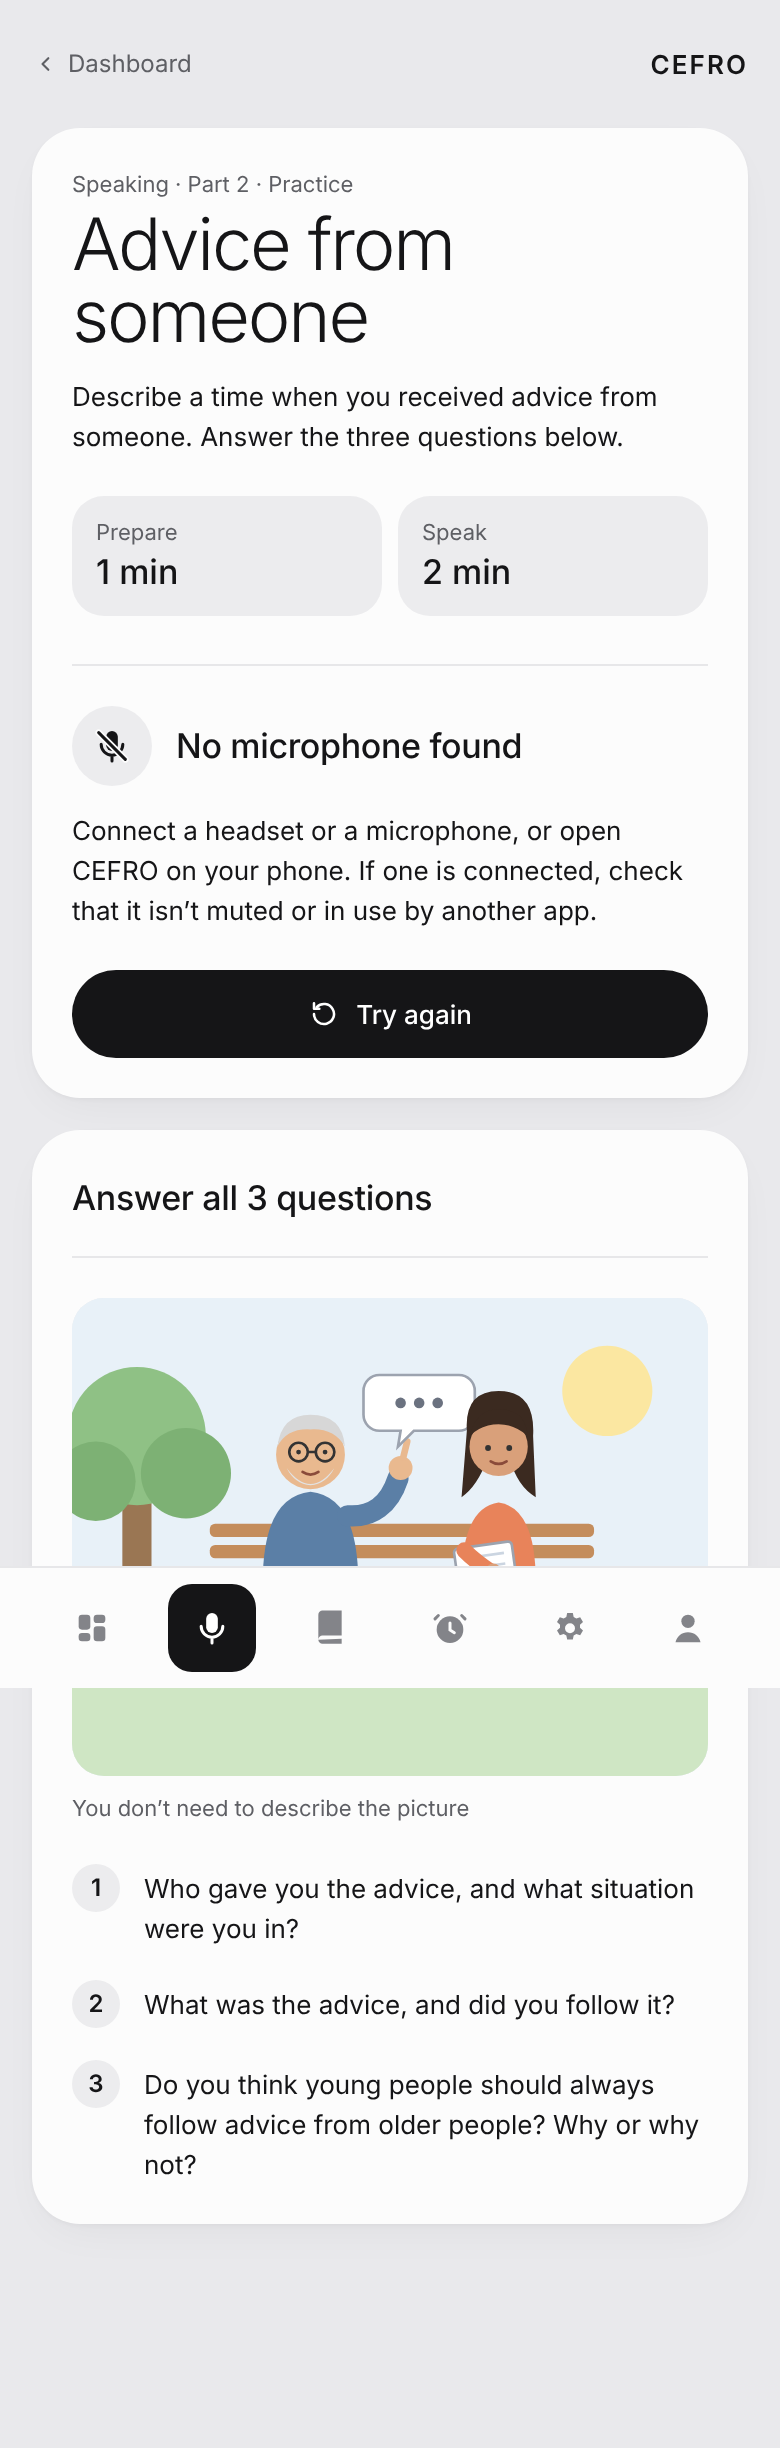 Dashboard
CEFRO
Speaking · Part 2 · Practice
Advice from
someone
Describe a time when you received advice from
someone. Answer the three questions below.
Prepare
1 min
Speak
2 min
No microphone found
Connect a headset or a microphone, or open
CEFRO on your phone. If one is connected, check
that it isn’t muted or in use by another app.
Try again
Answer all 3 questions
You don’t need to describe the picture
1 Who gave you the advice, and what situation
were you in?
2 What was the advice, and did you follow it?
3 Do you think young people should always
follow advice from older people? Why or why
not?